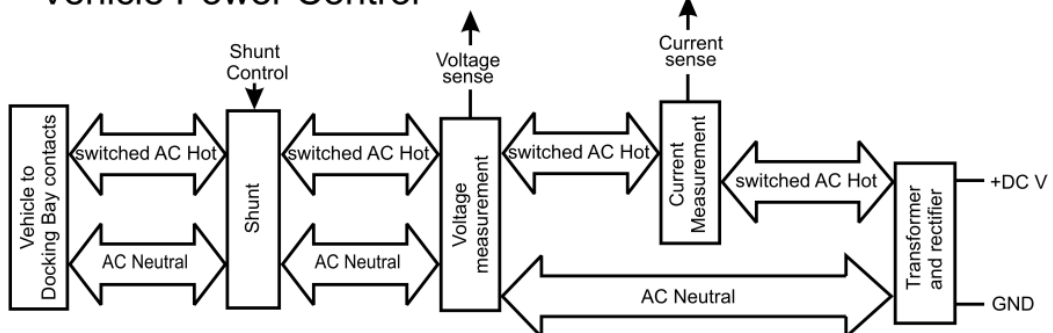 Vehicle Power Control
Shunt
Control
Voltage
sense
Current
sense
Vehicle to
Docking Bay contacts
switched AC Hot
AC Neutral
Shunt
switched AC Hot
AC Neutral
Voltage
measurement
switched AC Hot
Current
Measurement
switched AC Hot
AC Neutral
Transformer
and rectifier
+DC V
GND